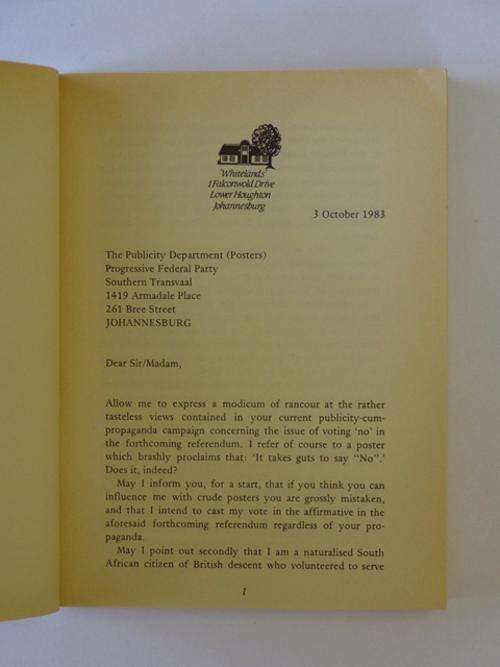 'Whitelands'
1 Falconwold Drive
Lower Houghton
Johannesburg
3 October 1983
The Publicity Department (Posters)
Progressive Federal Party
Southern Transvaal
1419 Armadale Place
261 Bree Street
JOHANNESBURG
Dear Sir/Madam,
Allow me to express a modicum of rancour at the rather
tasteless views contained in your current publicity-cum-
propaganda campaign concerning the issue of voting 'no' in
the forthcoming referendum. I refer of course to a poster
which brashly proclaims that: 'It takes guts to say "No".'
Does it, indeed?
May I inform you, for a start, that if you think you can
influence me with crude posters you are grossly mistaken,
and that I intend to cast my vote in the affirmative in the
aforesaid forthcoming referendum regardless of your pro-
paganda.
May I point out secondly that I am a naturalised South
African citizen of British descent who volunteered to serve
1